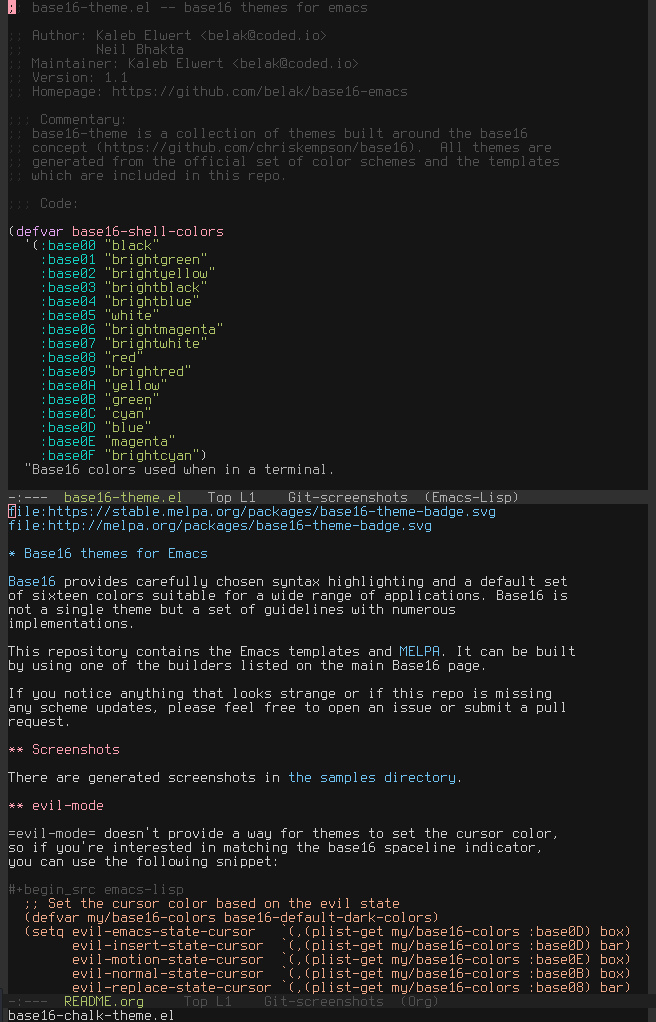 ;; base16-theme.el -- base16 themes for emacs
;; Author: Kaleb Elwert <belak@coded.io>
;;         Neil Bhakta
;; Maintainer: Kaleb Elwert <belak@coded.io>
;; Version: 1.1
;; Homepage: https://github.com/belak/base16-emacs
;;; Commentary:
;; base16-theme is a collection of themes built around the base16
;; concept (https://github.com/chriskempson/base16).  All themes are
;; generated from the official set of color schemes and the templates
;; which are included in this repo.
;;; Code:
(defvar base16-shell-colors
  '(:base00 "black"
    :base01 "brightgreen"
    :base02 "brightyellow"
    :base03 "brightblack"
    :base04 "brightblue"
    :base05 "white"
    :base06 "brightmagenta"
    :base07 "brightwhite"
    :base08 "red"
    :base09 "brightred"
    :base0A "yellow"
    :base0B "green"
    :base0C "cyan"
    :base0D "blue"
    :base0E "magenta"
    :base0F "brightcyan")
  "Base16 colors used when in a terminal.
-:---  base16-theme.el   Top L1    Git-screenshots  (Emacs-Lisp)
file:https://stable.melpa.org/packages/base16-theme-badge.svg
file:http://melpa.org/packages/base16-theme-badge.svg
* Base16 themes for Emacs
Base16 provides carefully chosen syntax highlighting and a default set
of sixteen colors suitable for a wide range of applications. Base16 is
not a single theme but a set of guidelines with numerous
implementations.
This repository contains the Emacs templates and MELPA. It can be built
by using one of the builders listed on the main Base16 page.
If you notice anything that looks strange or if this repo is missing
any scheme updates, please feel free to open an issue or submit a pull
request.
** Screenshots
There are generated screenshots in the samples directory.
** evil-mode
=evil-mode= doesn't provide a way for themes to set the cursor color,
so if you're interested in matching the base16 spaceline indicator,
you can use the following snippet:
#+begin_src emacs-lisp
  ;; Set the cursor color based on the evil state
  (defvar my/base16-colors base16-default-dark-colors)
  (setq evil-emacs-state-cursor   `(,(plist-get my/base16-colors :base0D) box)
        evil-insert-state-cursor  `(,(plist-get my/base16-colors :base0D) bar)
        evil-motion-state-cursor  `(,(plist-get my/base16-colors :base0E) box)
        evil-normal-state-cursor  `(,(plist-get my/base16-colors :base0B) box)
        evil-replace-state-cursor `(,(plist-get my/base16-colors :base08) bar)
-:---  README.org     Top L1    Git-screenshots  (Org)
base16-chalk-theme.el